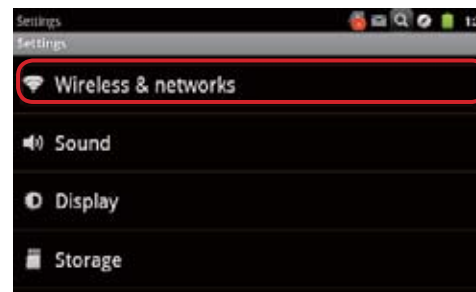 Settings
Settings
Wireless & networks
Sound
Display
Storage